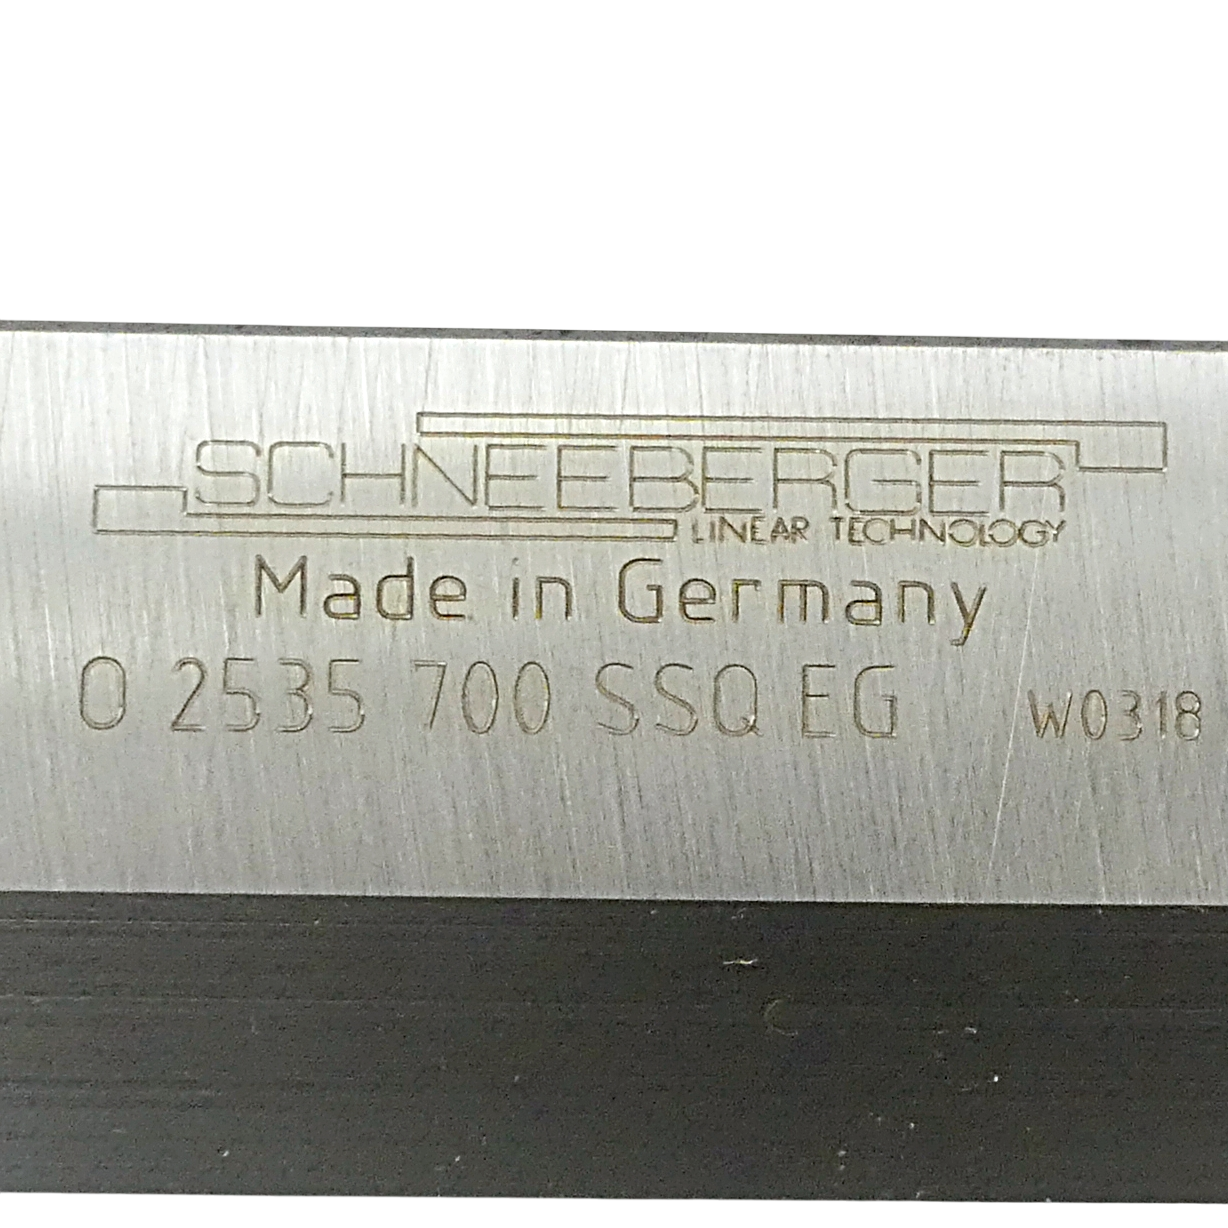 SCHNEEBERGER
LINEAR TECHNOLOGY
Made in Germany
0 2535 700 SSQ EG W0318